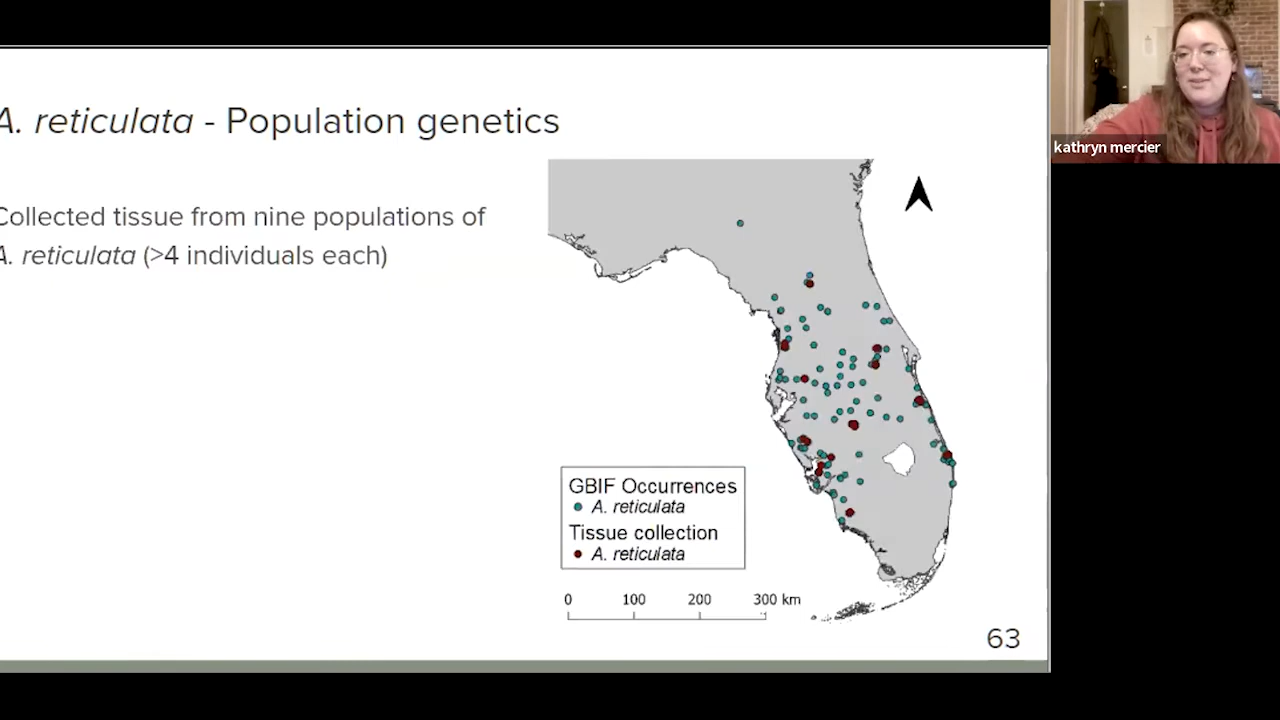 A. reticulata - Population genetics
Collected tissue from nine populations of
A. reticulata (>4 individuals each)
GBIF Occurrences
A. reticulata
Tissue collection
A. reticulata
0 100 200 300 km
63
kathryn mercier